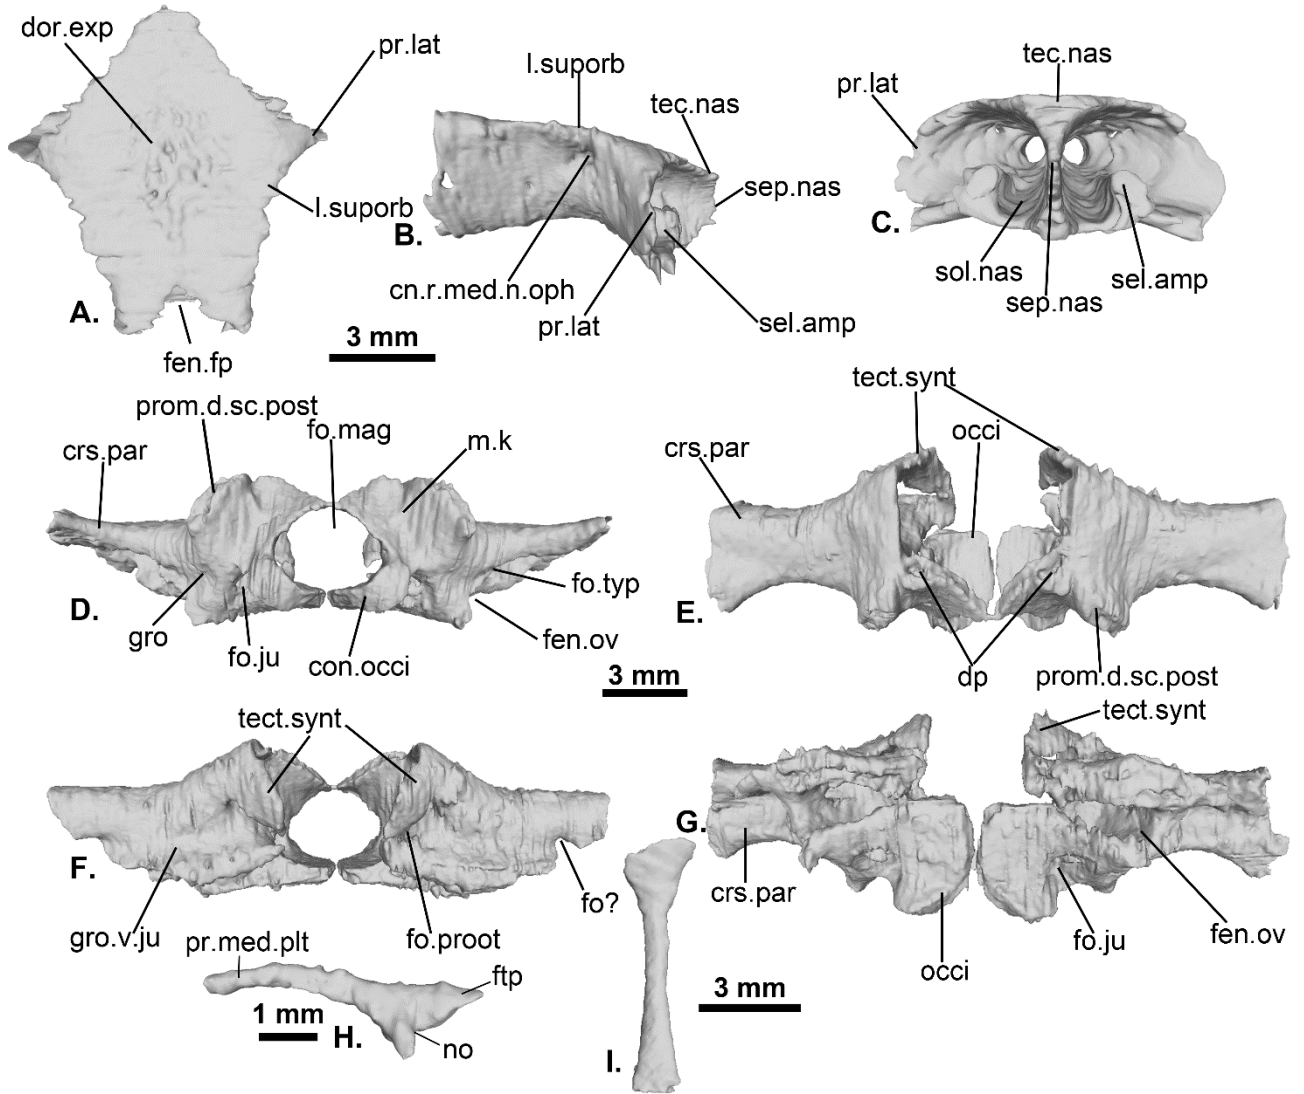 dor.exp
pr.lat
l.suporb
A.
fen.fp
3 mm
l.suporb
tec.nas
sep.nas
B.
cn.r.med.n.oph
pr.lat
sel.amp
tec.nas
pr.lat
C.
sol.nas
sep.nas
sel.amp
prom.d.sc.post
fo.mag
m.k
crs.par
D.
gro
fo.ju
con.occi
fo.typ
fen.ov
3 mm
tect.synt
occi
crs.par
E.
dp
prom.d.sc.post
tect.synt
F.
gro.v.ju
fo.proot
fo?
tect.synt
G.
crs.par
occi
fo.ju
fen.ov
pr.med.plt
ftp
1 mm
H.
no
I.
3 mm